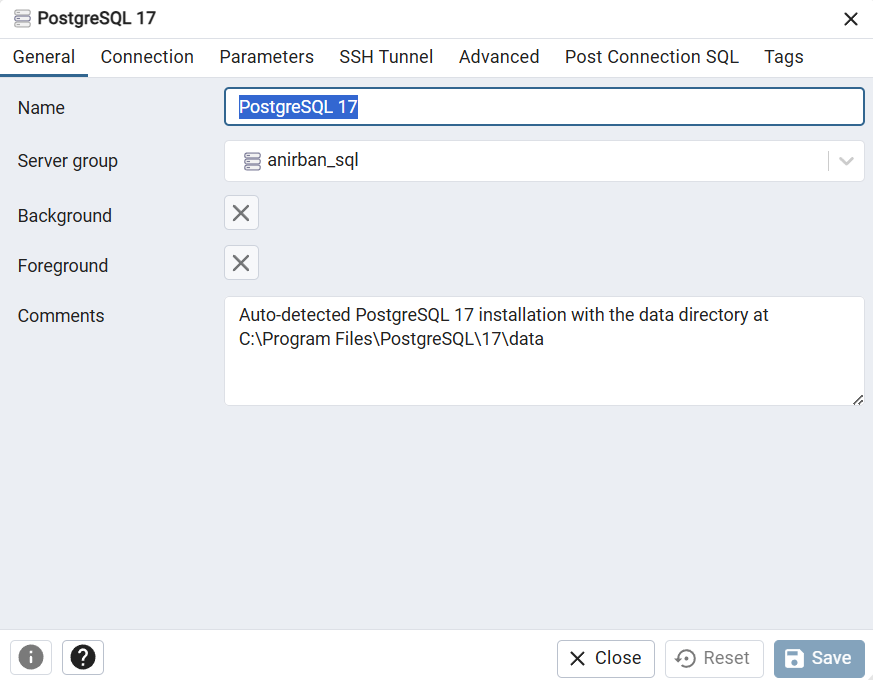 PostgreSQL 17
General Connection Parameters SSH Tunnel Advanced Post Connection SQL Tags
Name PostgreSQL 17
Server group anirban_sql
Background
Foreground
Comments Auto-detected PostgreSQL 17 installation with the data directory at
C:\Program Files\PostgreSQL\17\data
Close Reset Save